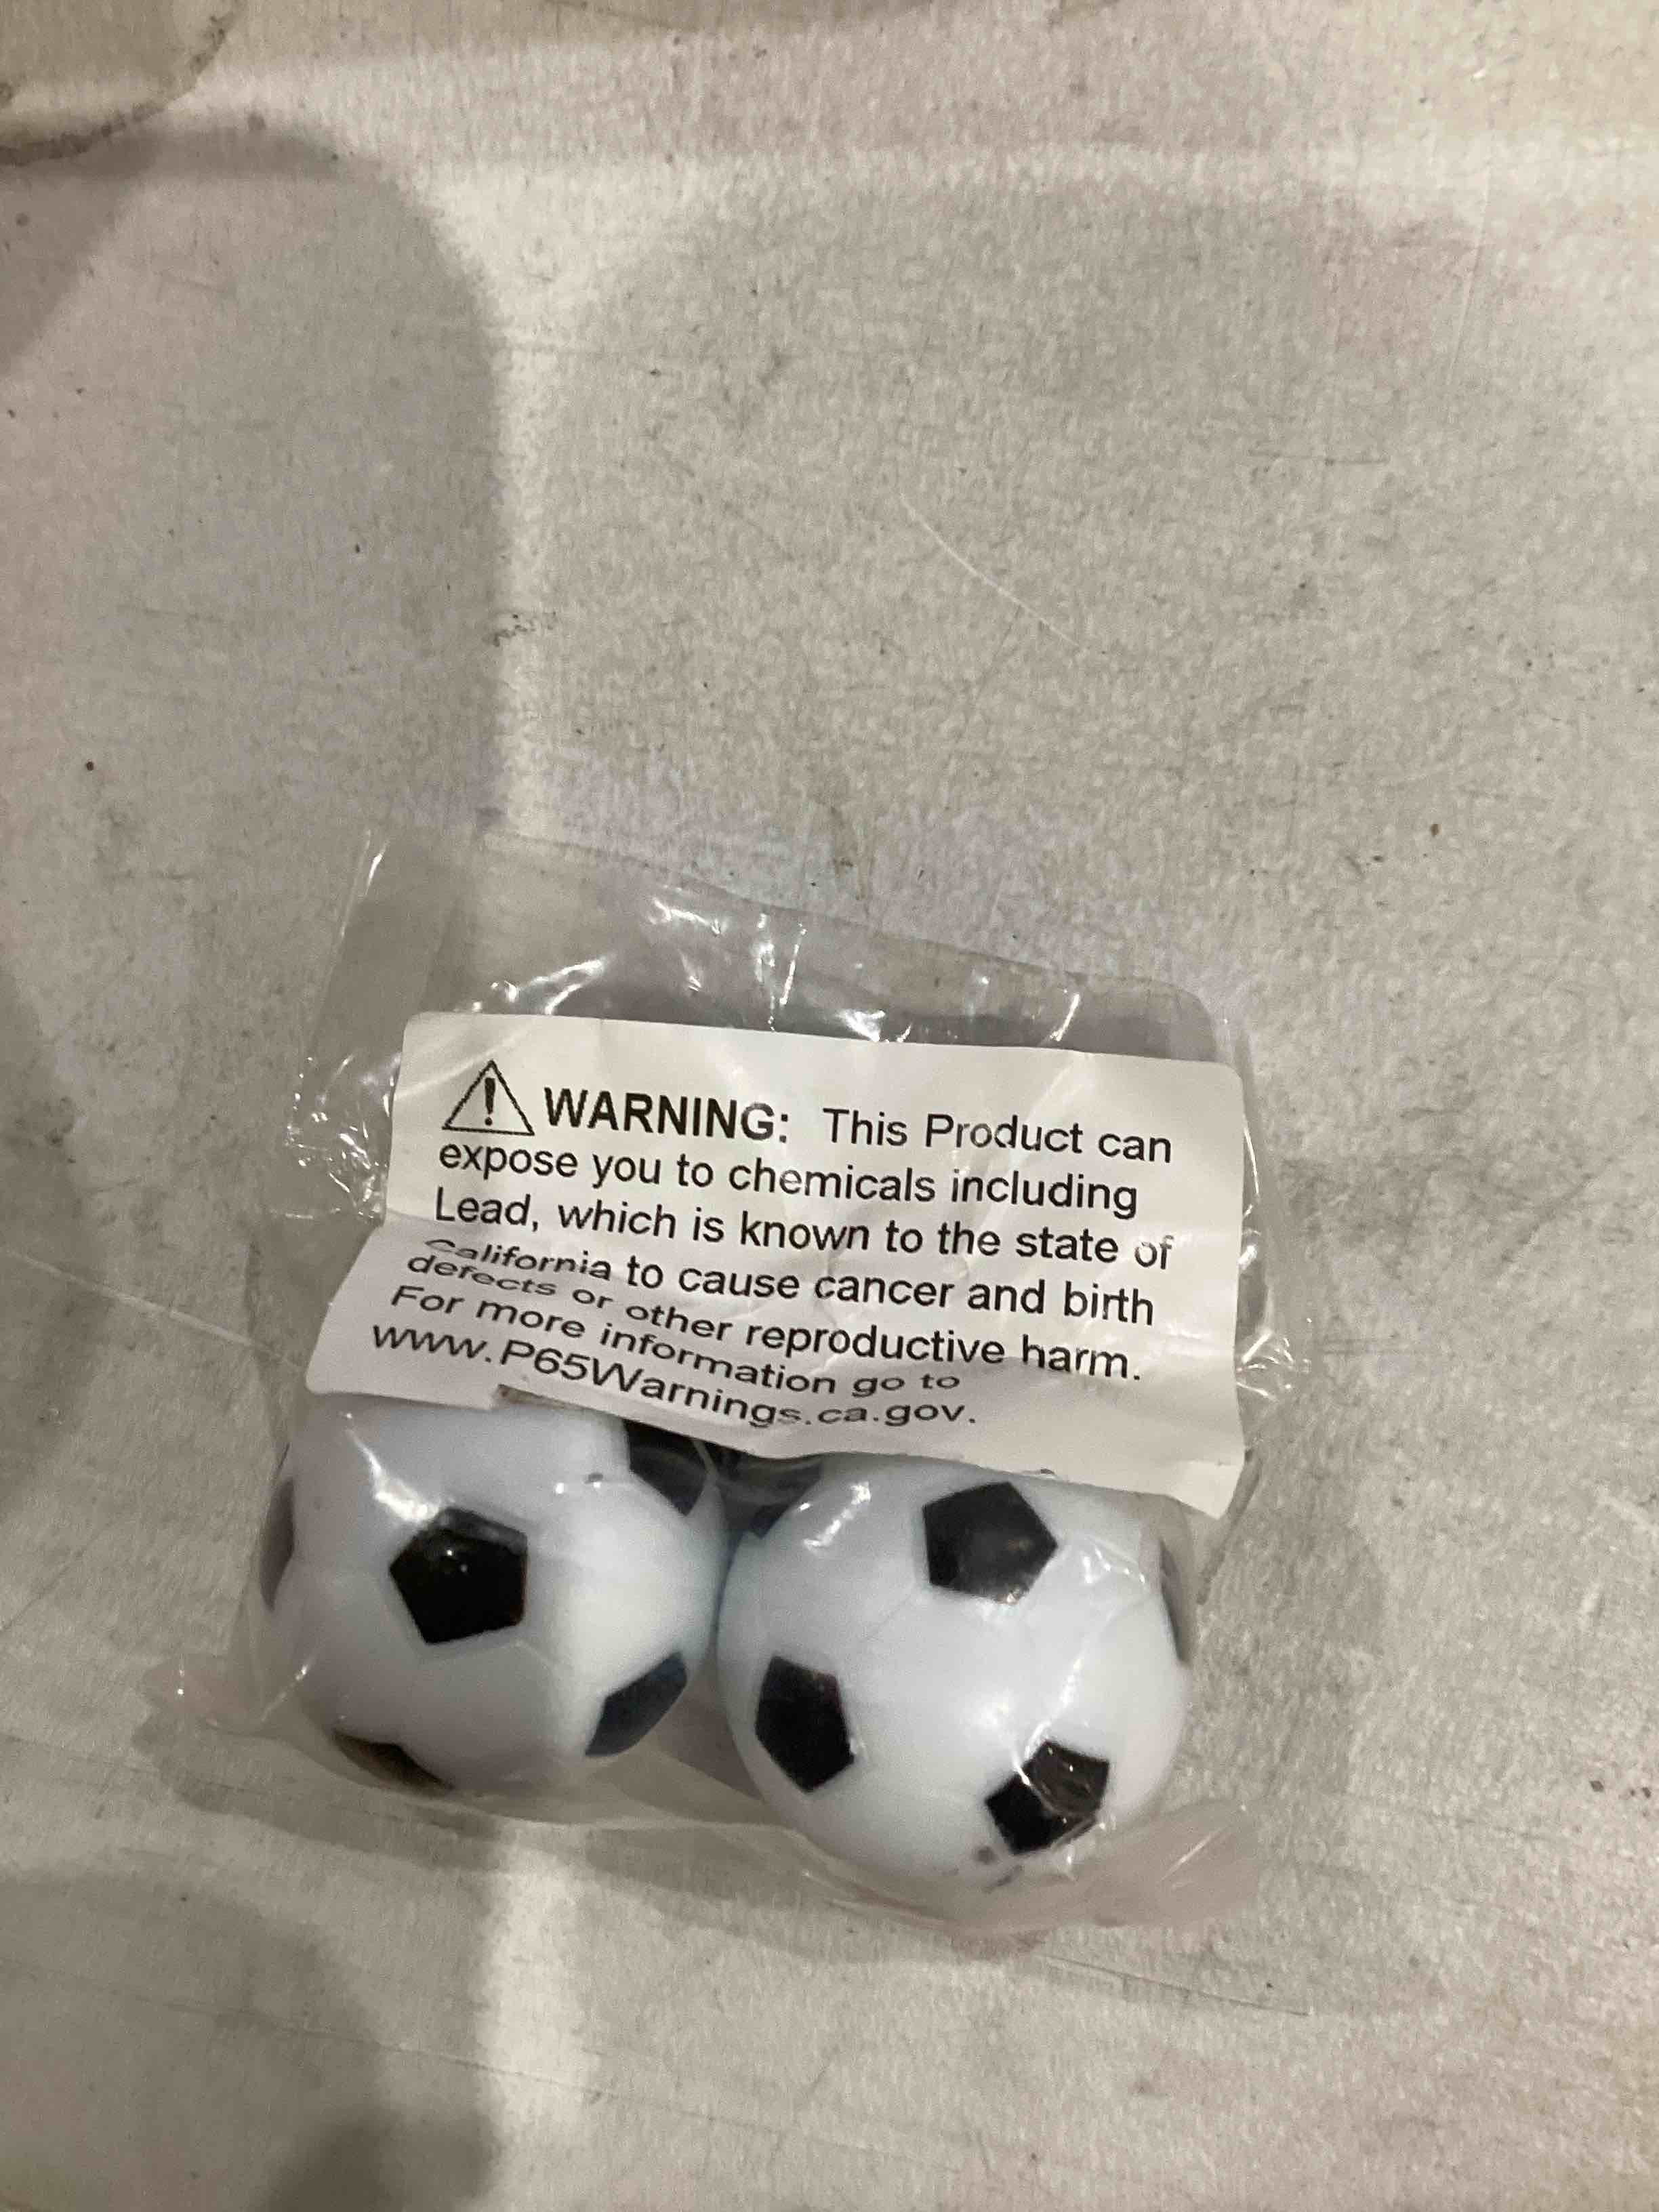 WARNING: This Product can
expose you to chemicals including
Lead, which is known to the state of
California to cause cancer and birth
defects or other reproductive harm.
For more information go to
www.P65Warnings.ca.gov.